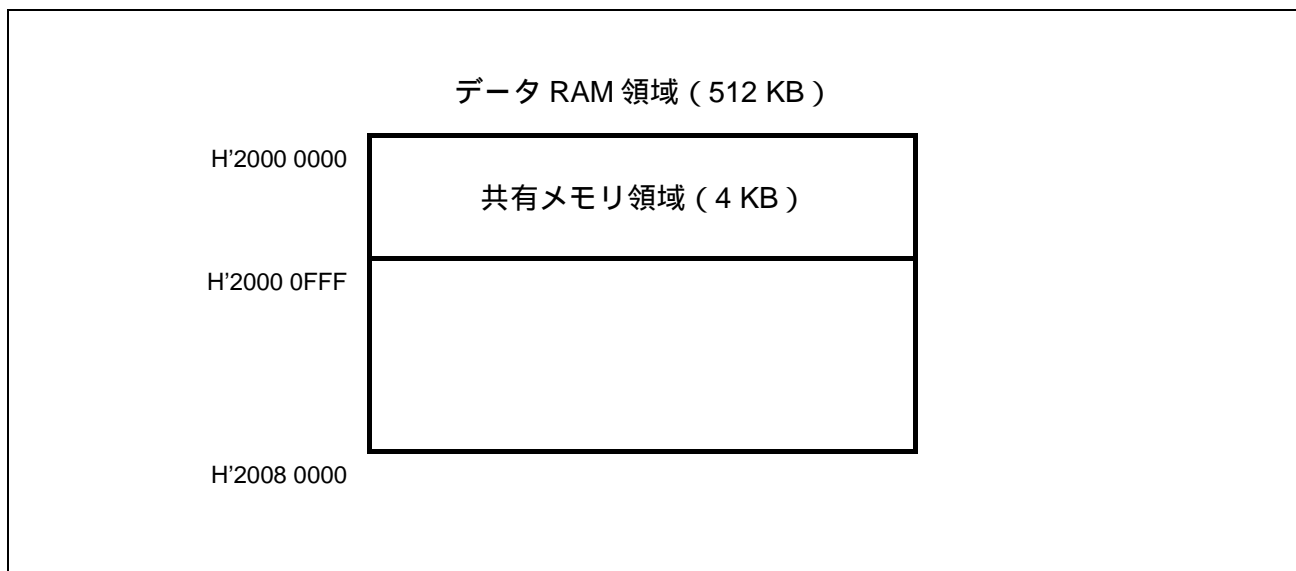 データ RAM 領域（512 KB）
H’2000 0000
共有メモリ領域（4 KB）
H’2000 0FFF
H’2008 0000